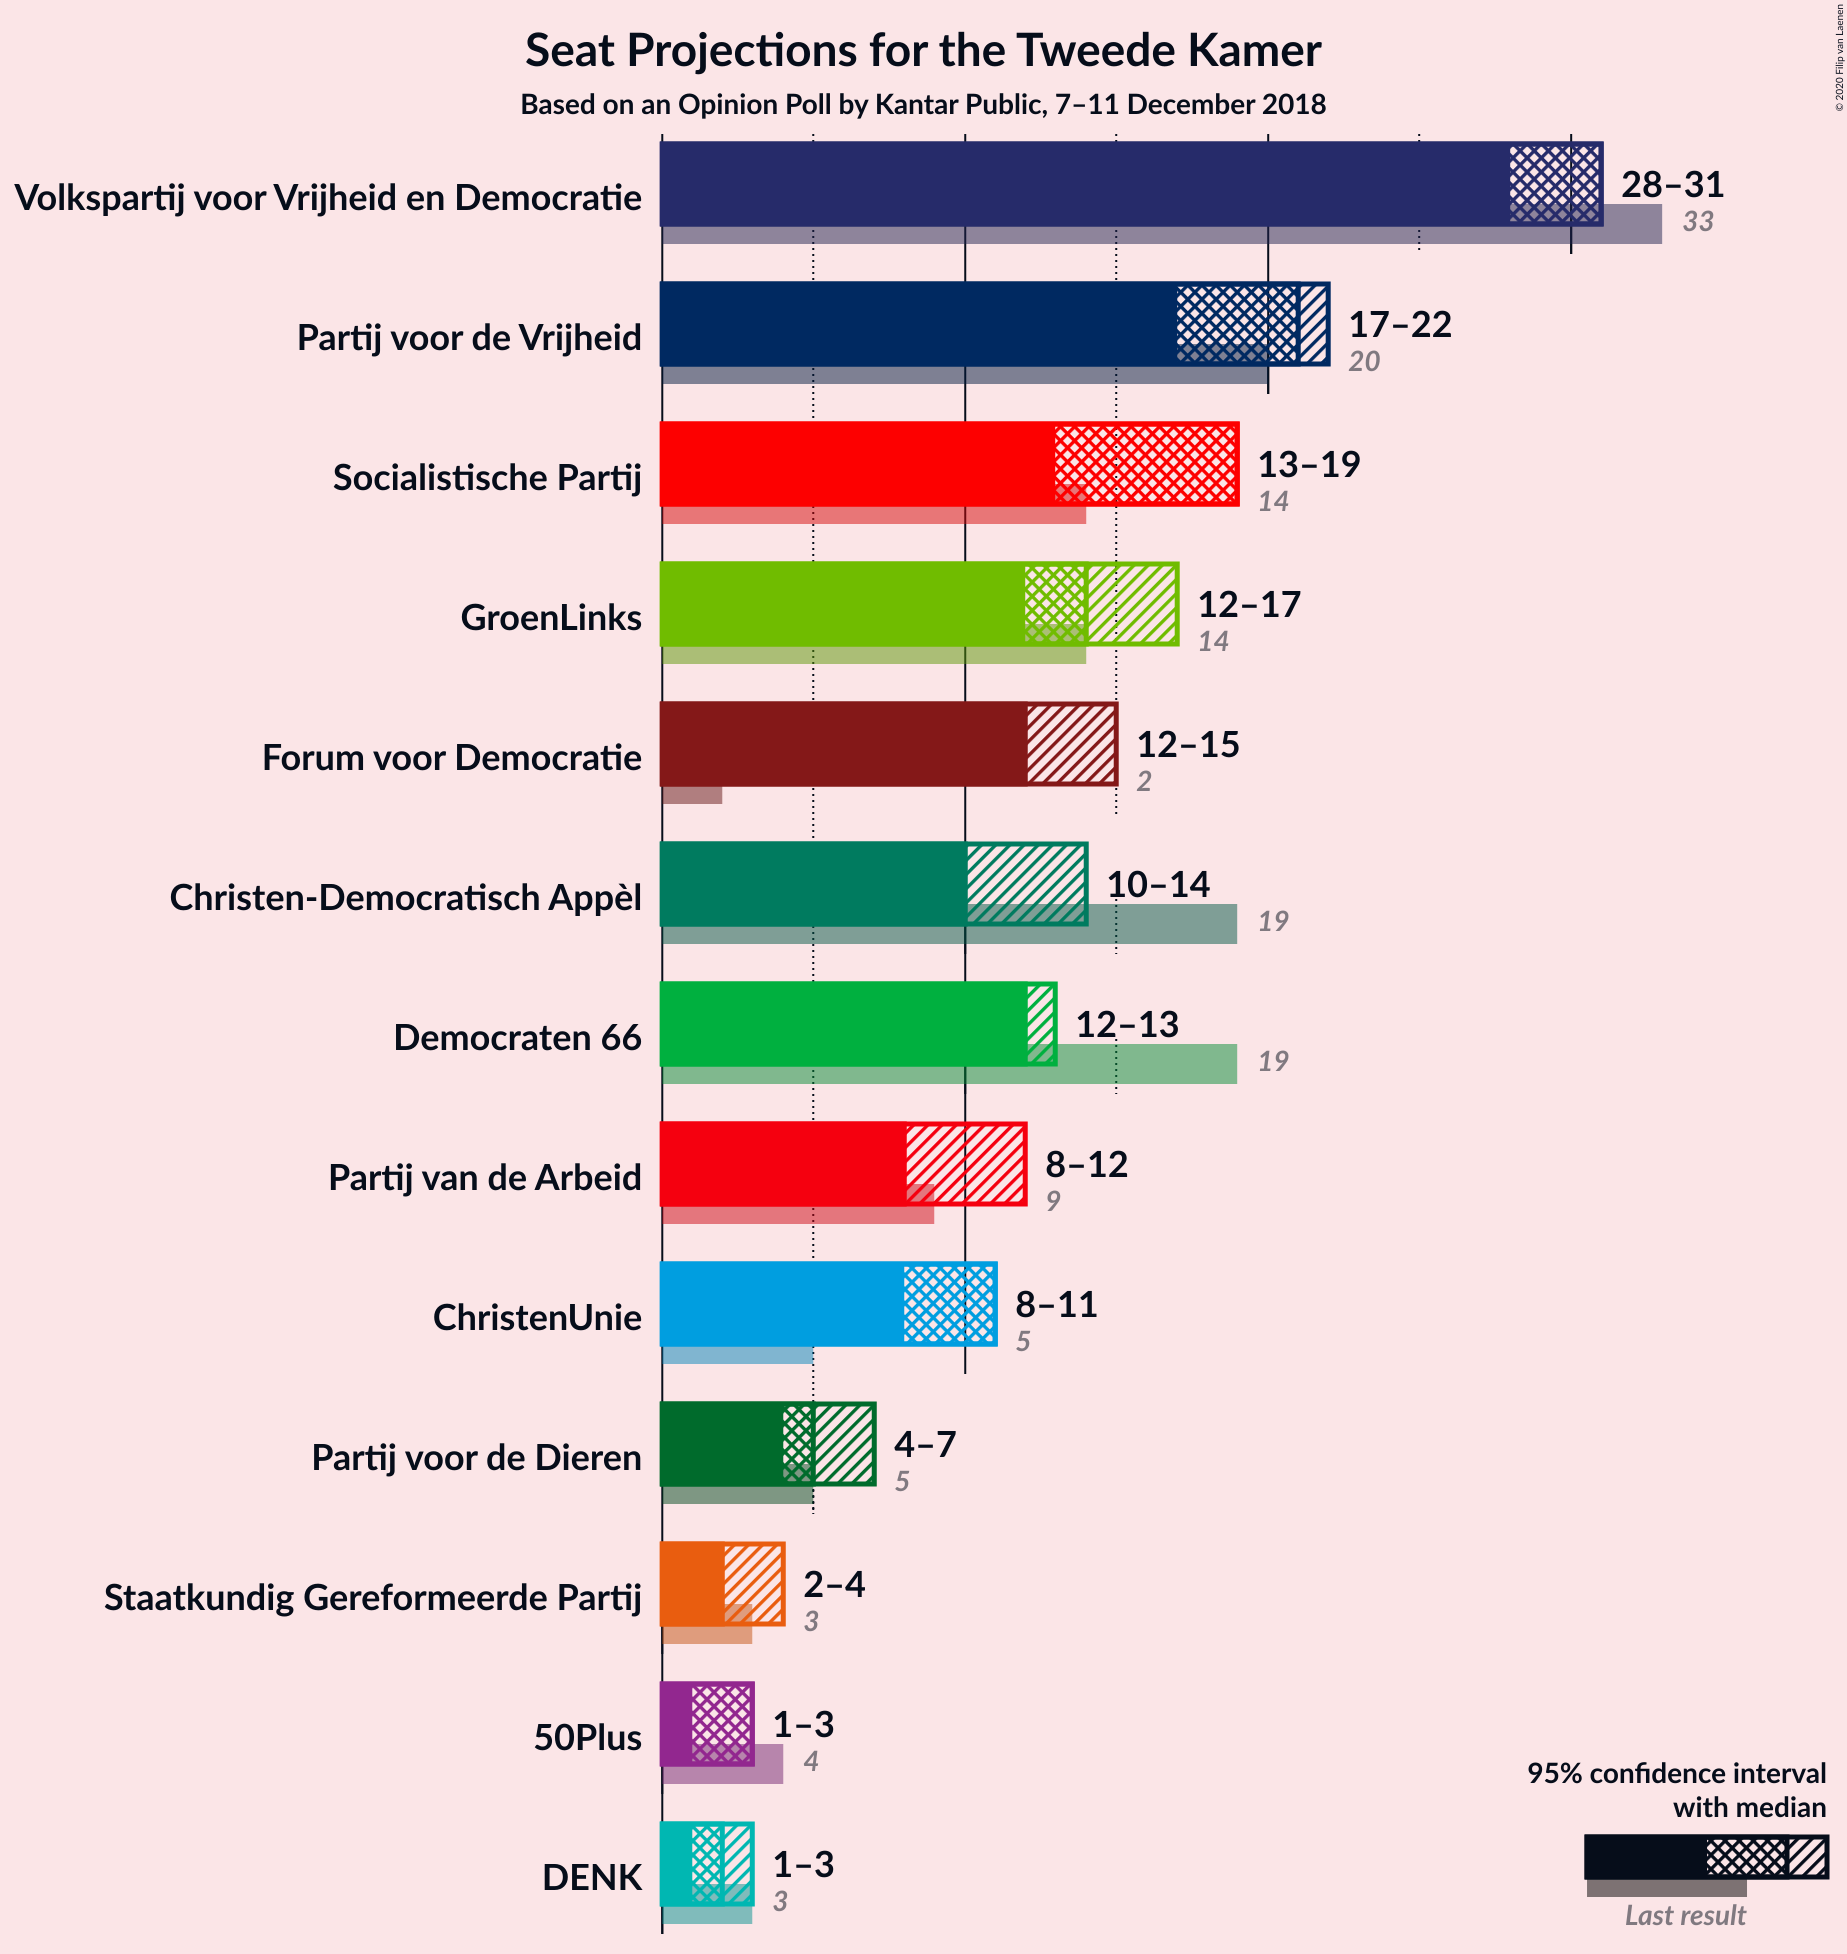 Seat Projections for the Tweede Kamer
Based on an Opinion Poll by Kantar Public, 7–11 December 2018
© 2020 Filip van Laenen
Volkspartij voor Vrijheid en Democratie
28–31
33
Partij voor de Vrijheid
17–22
20
Socialistische Partij
13–19
14
GroenLinks
12–17
14
Forum voor Democratie
12–15
2
Christen-Democratisch Appèl
10–14
19
Democraten 66
12–13
19
Partij van de Arbeid
8–12
9
ChristenUnie
8–11
5
Partij voor de Dieren
4–7
5
Staatkundig Gereformeerde Partij
2–4
3
50Plus
1–3
4
DENK
1–3
3
95% confidence interval
with median
Last result